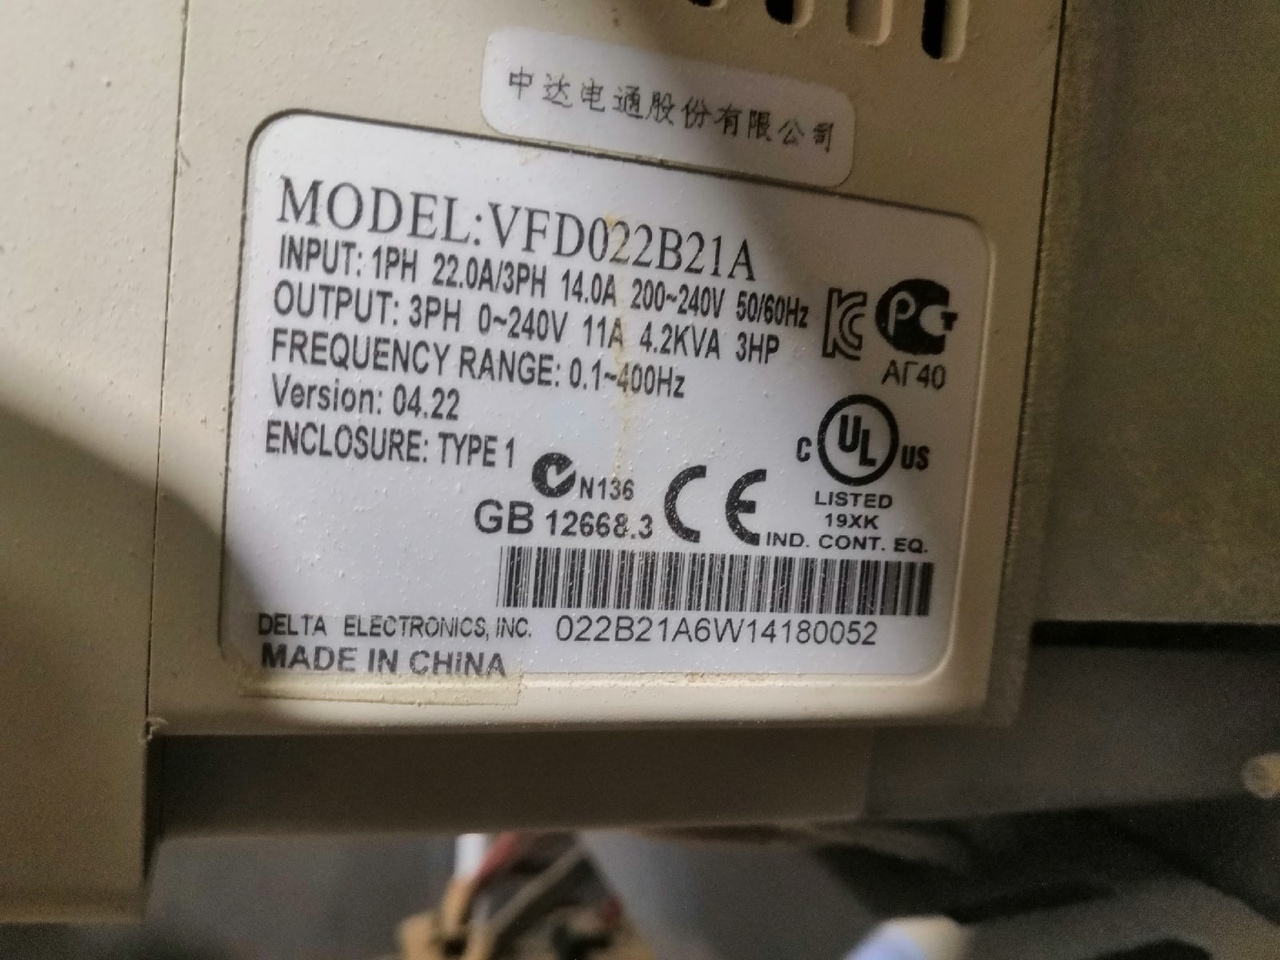 中达电通股份有限公司
MODEL:VFD022B21A
INPUT: 1PH 22.0A/3PH 14.0A 200~240V 50/60Hz
OUTPUT: 3PH 0~240V 11A 4.2KVA 3HP
FREQUENCY RANGE: 0.1~400Hz
Version: 04.22
ENCLOSURE: TYPE 1
KC
РСТ
АГ40
C UL US
LISTED
19XK
IND. CONT. EQ.
N136
GB 12668.3
CE
022B21A6W14180052
DELTA ELECTRONICS, INC.
MADE IN CHINA